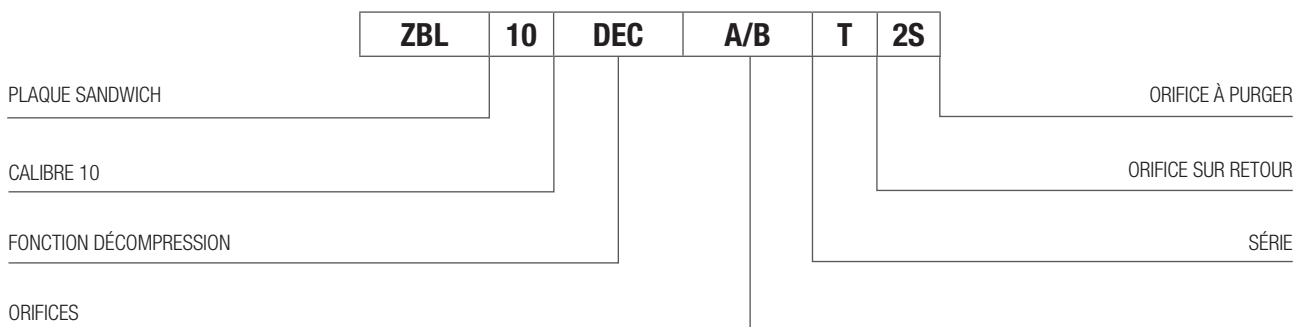 ZBL 10 DEC A/B T 2S
PLAQUE SANDWICH
ORIFICE À PURGER
CALIBRE 10
ORIFICE SUR RETOUR
FONCTION DÉCOMPRESSION
SÉRIE
ORIFICES